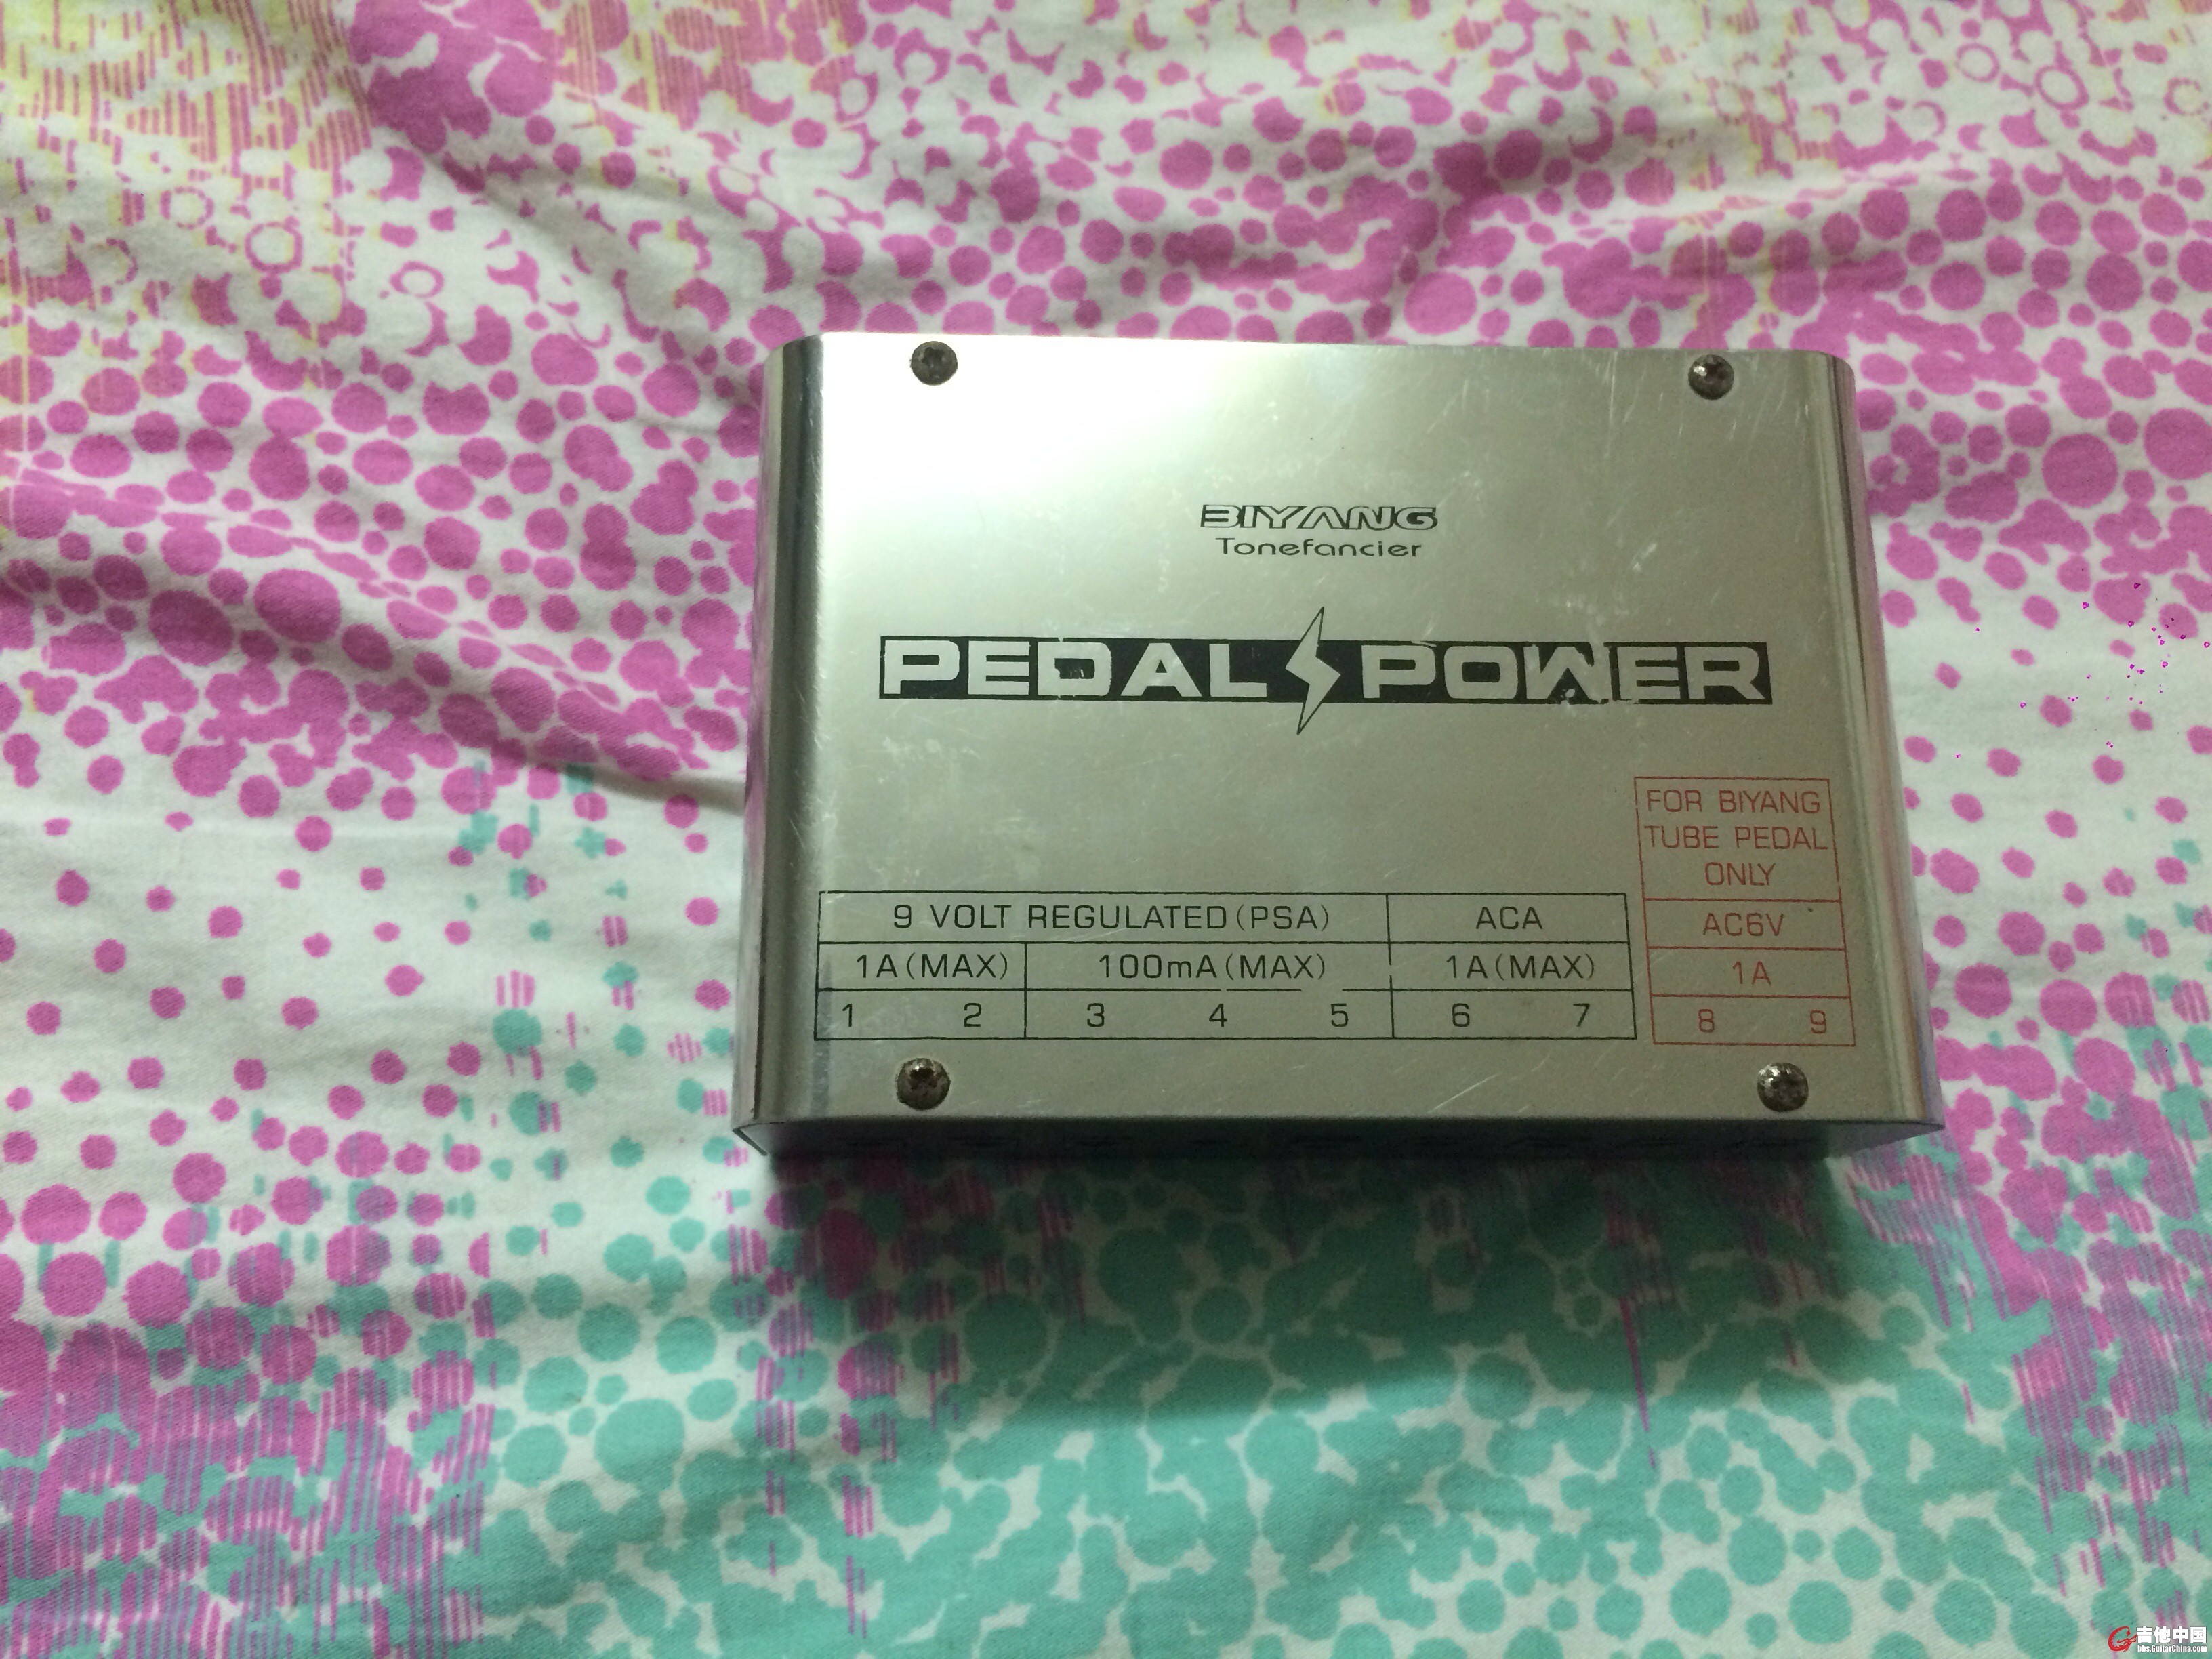 BIYANG
Tonefancier
PEDAL POWER
FOR BIYANG
TUBE PEDAL
ONLY
9 VOLT REGULATED(PSA) ACA AC6V
1A(MAX) 100mA(MAX) 1A(MAX) 1A
1 2 3 4 5 6 7 8 9
吉他中国
bbs.GuitarChina.com